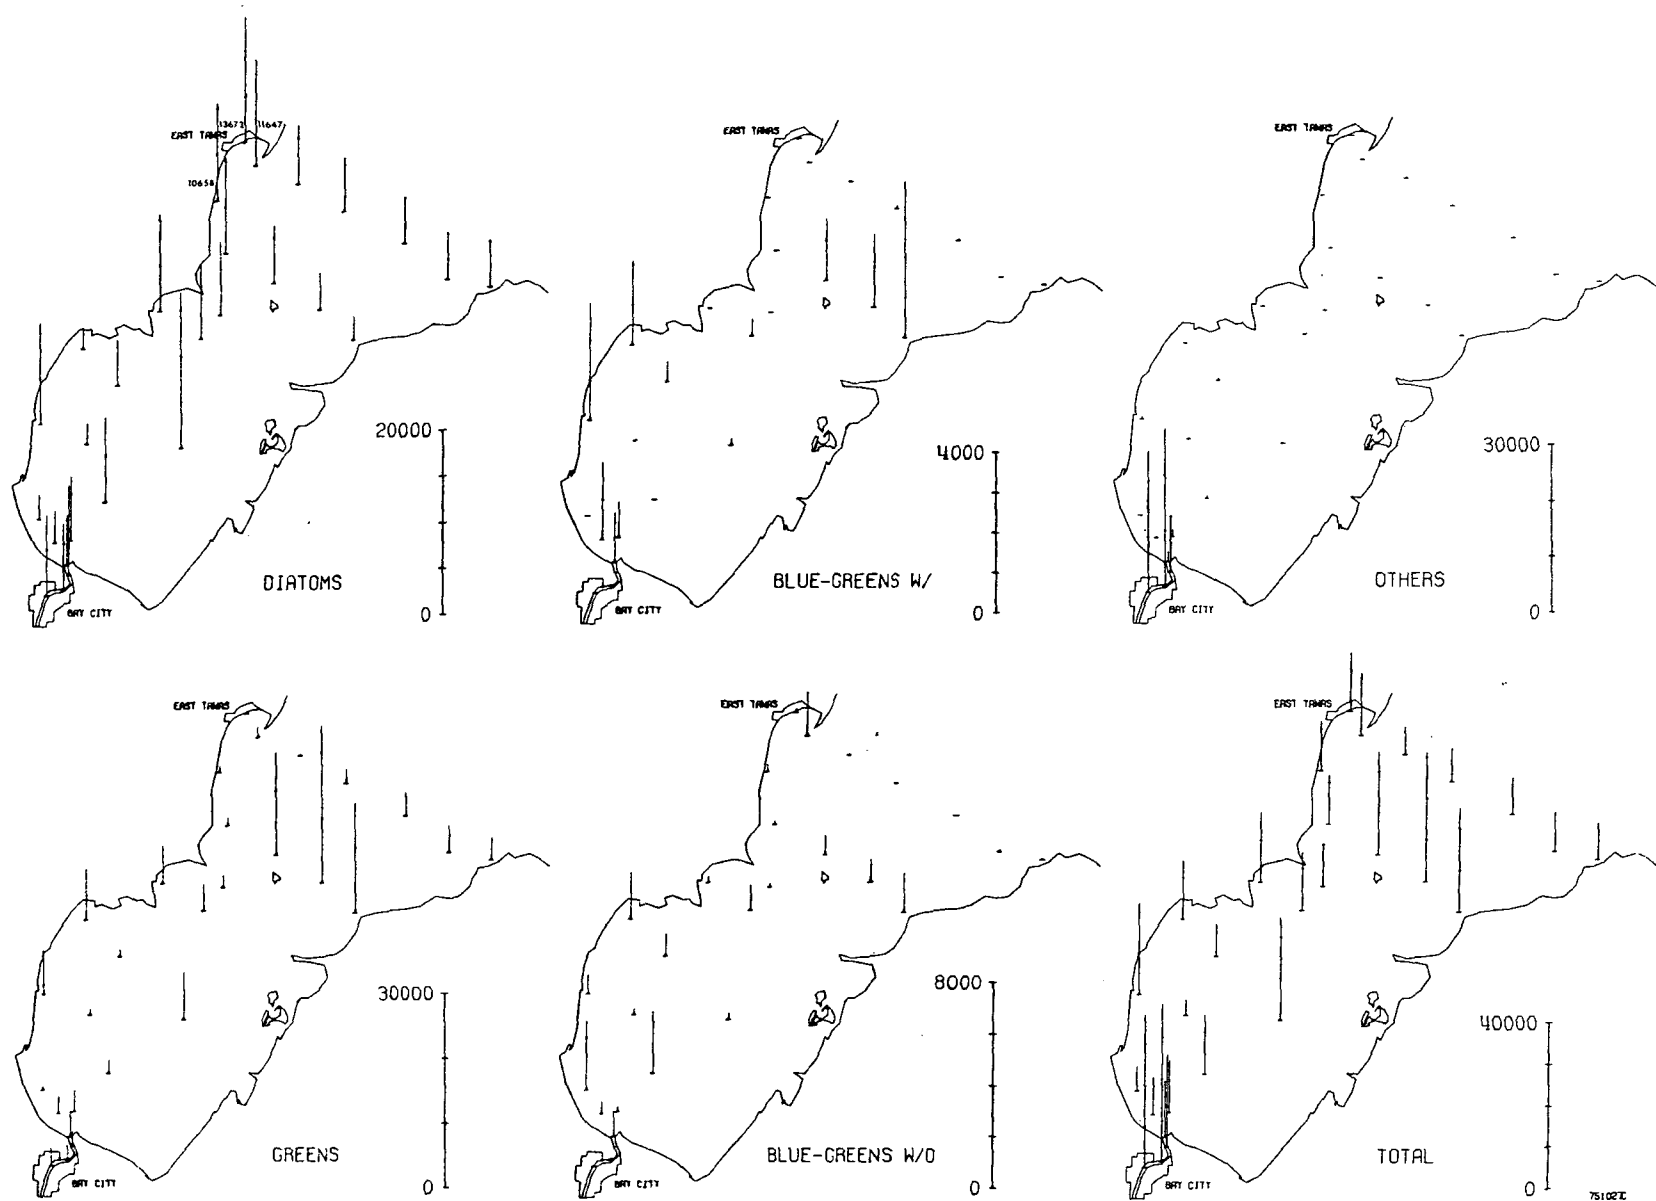 13672 11647
EAST TAWAS
10658
20000
0
DIATOMS
BAY CITY
EAST TAWAS
4000
0
BLUE-GREENS W/
BAY CITY
EAST TAWAS
30000
0
OTHERS
BAY CITY
EAST TAWAS
30000
0
GREENS
BAY CITY
EAST TAWAS
8000
0
BLUE-GREENS W/O
BAY CITY
EAST TAWAS
40000
0
TOTAL
BAY CITY